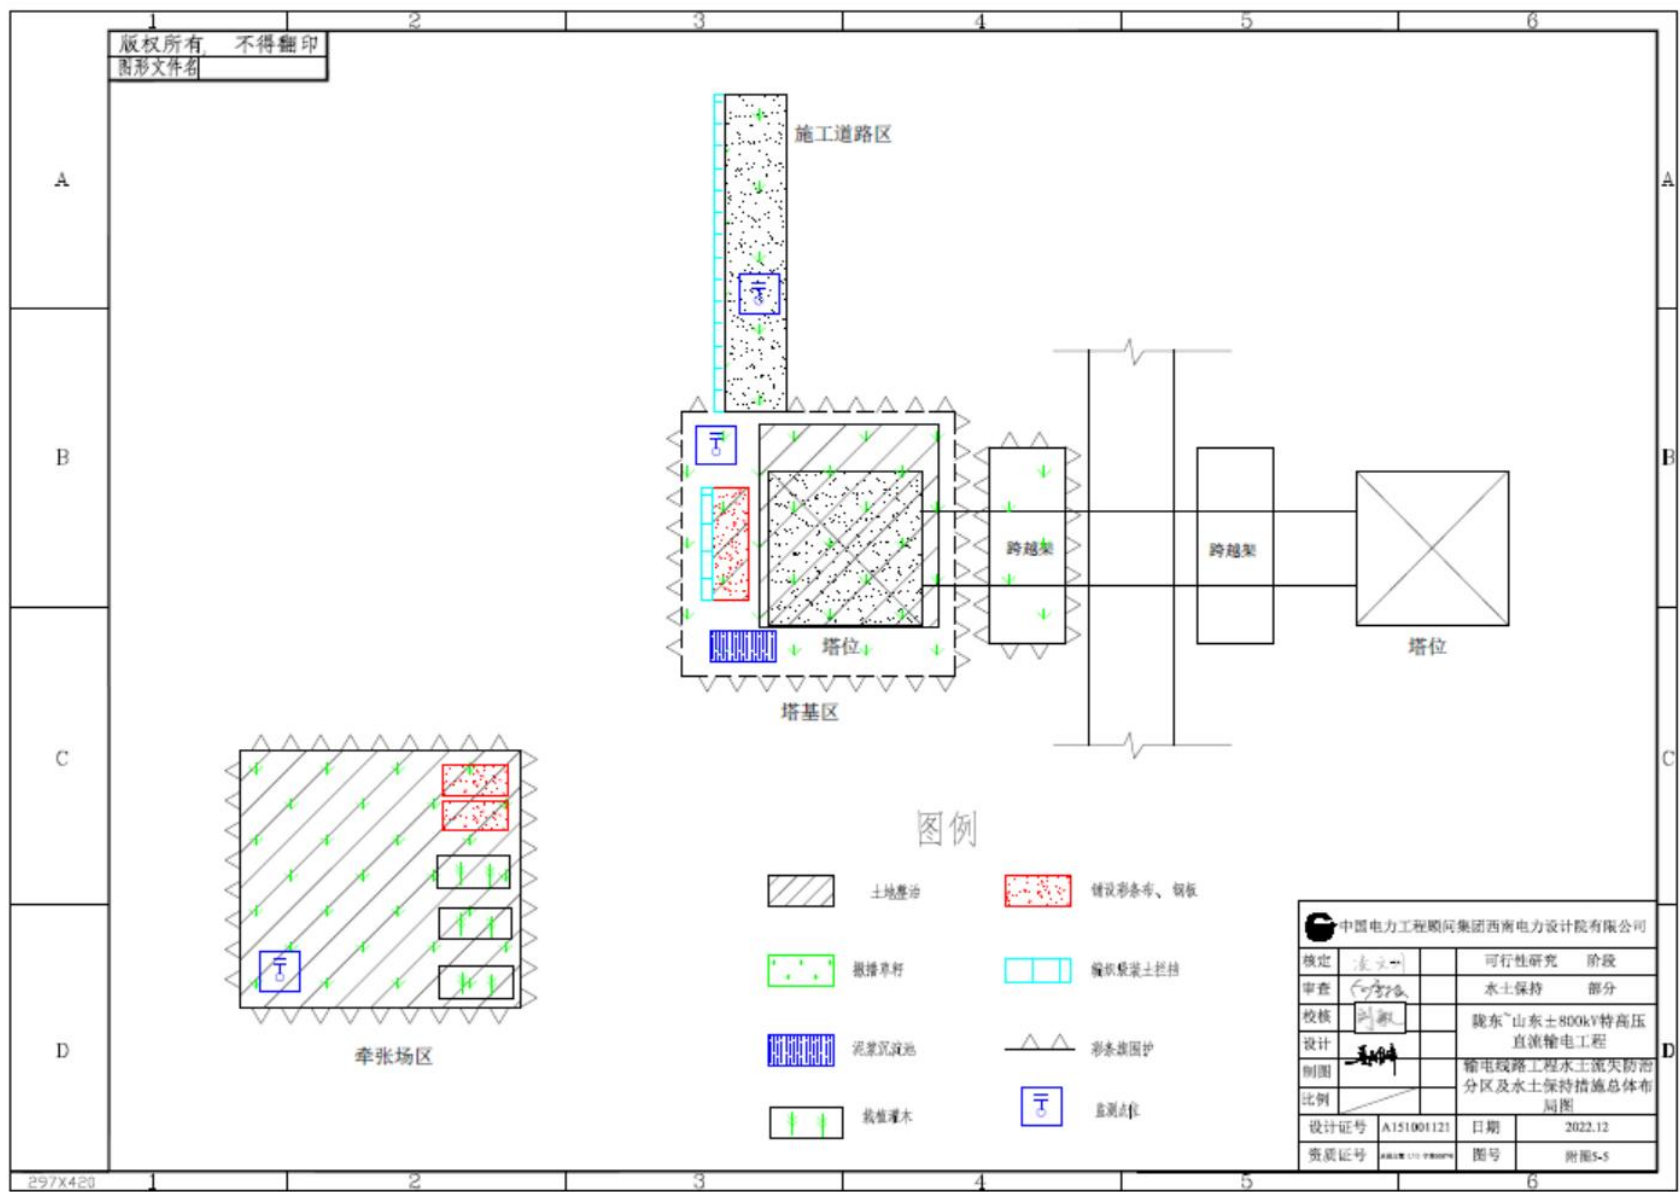 1 2 3 4 5 6
版权所有 不得翻印
图形文件名
施工道路区
A A
B B
跨越架 跨越架
塔位 塔位
塔基区
C C
牵张场区
图例
土地整治 铺设彩条布、钢板
撒播草籽 编织袋装土拦挡
泥浆沉淀池 彩条旗围护
栽植灌木 监测点位
D D
中国电力工程顾问集团西南电力设计院有限公司
核定 可行性研究 阶段
审查 水土保持 部分
校核 陇东~山东±800kV特高压
设计 直流输电工程
制图 输电线路工程水土流失防治
分区及水土保持措施总体布
比例 局图
设计证号 A151001121 日期 2022.12
资质证号 图号 附图5-5
297X420
1 2 3 4 5 6